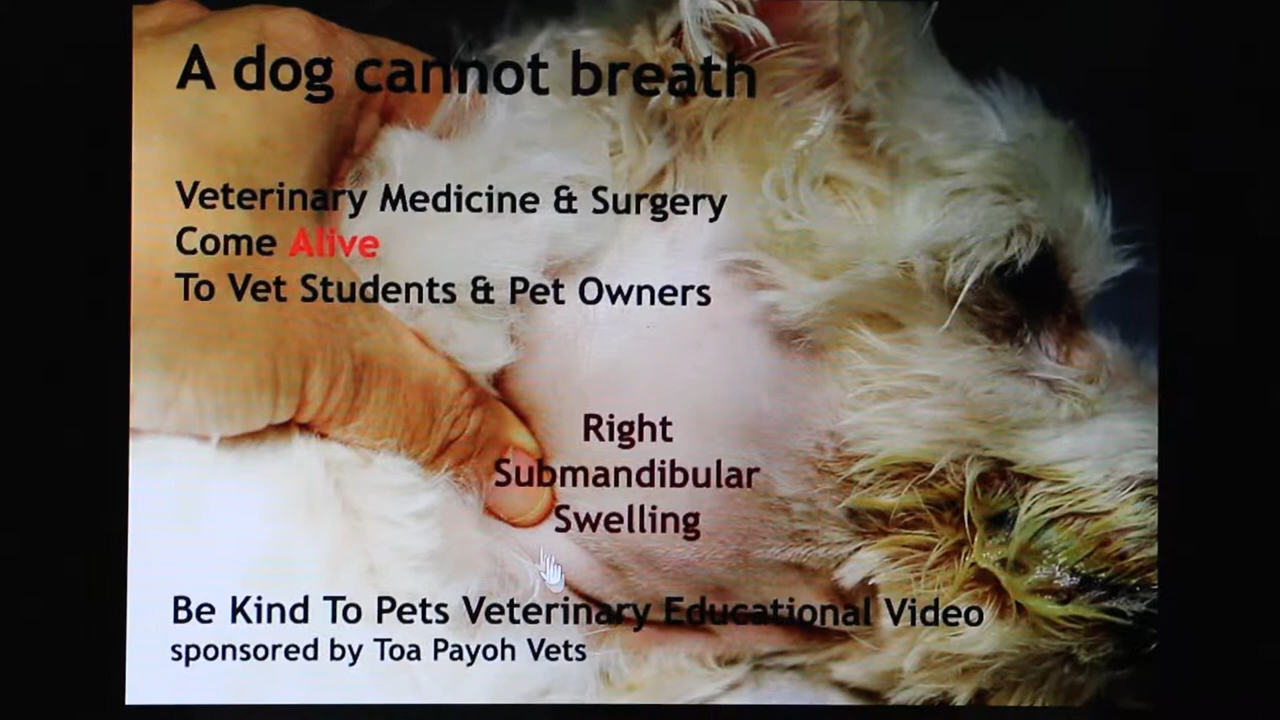 A dog cannot breath
Veterinary Medicine & Surgery
Come Alive
To Vet Students & Pet Owners
Right
Submandibular
Swelling
Be Kind To Pets Veterinary Educational Video
sponsored by Toa Payoh Vets